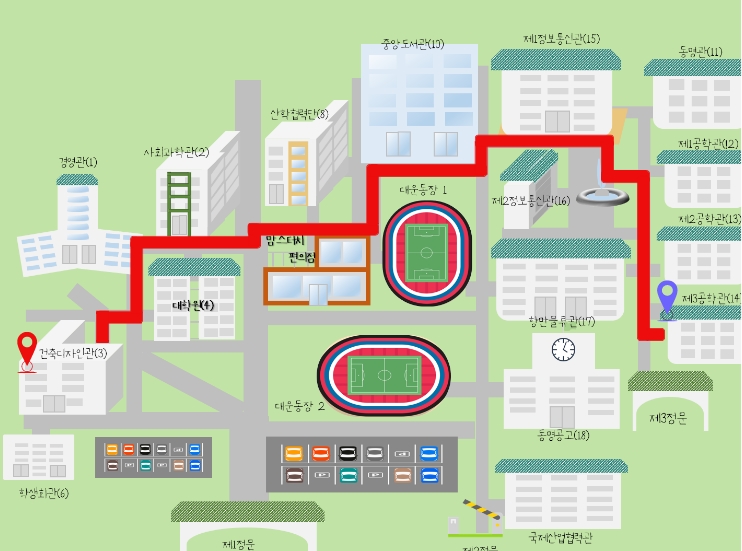 제1정보통신관(15)
중앙도서관(10)
동명관(11)
산학협력단(8)
사회과학관(2)
제1공학관(12)
경영관(1)
대운동장 1
제2정보통신관(16)
제2공학관(13)
맘스터치
편의점
대학원(4)
제3공학관(14)
항만물류관(17)
건축디자인관(3)
대운동장 2
제3정문
동명공고(18)
학생회관(6)
국제산업협력관
제1정문
제2정문